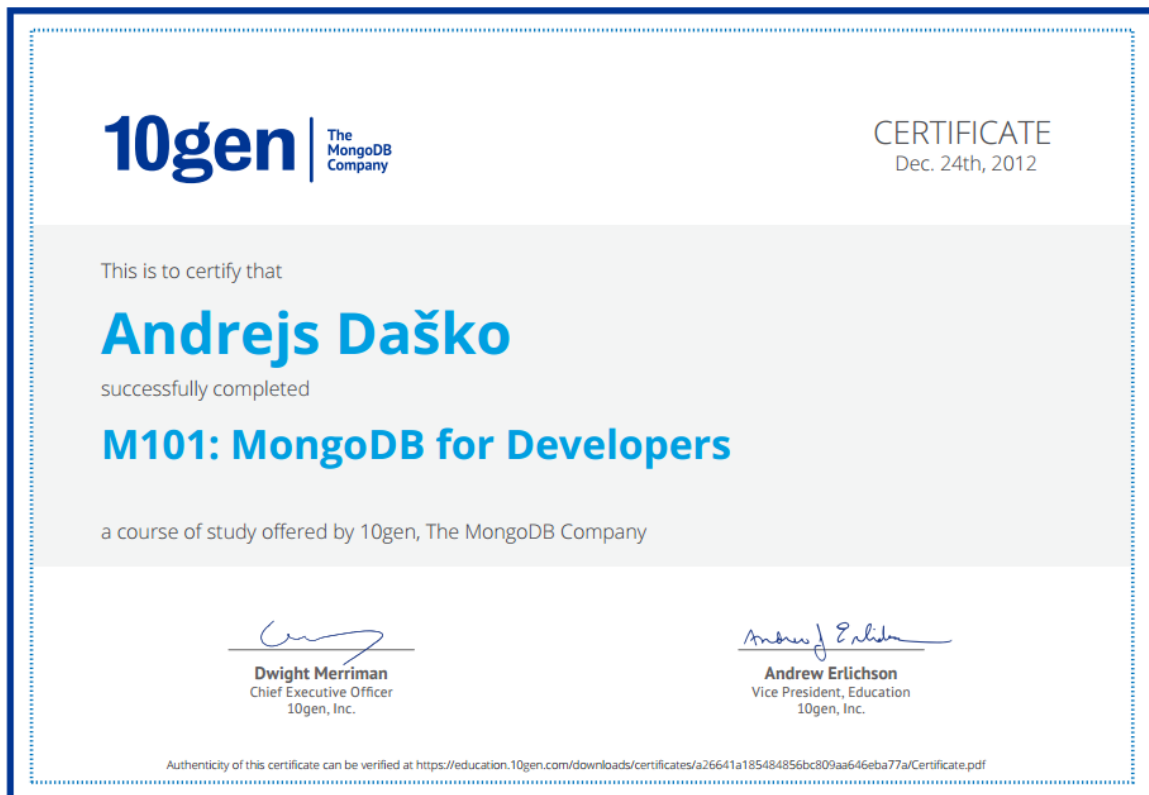 10gen
The
MongoDB
Company
CERTIFICATE
Dec. 24th, 2012
This is to certify that
Andrejs Daško
successfully completed
M101: MongoDB for Developers
a course of study offered by 10gen, The MongoDB Company
Andrew J Erlichson
Dwight Merriman
Chief Executive Officer
10gen, Inc.
Andrew Erlichson
Vice President, Education
10gen, Inc.
Authenticity of this certificate can be verified at https://education.10gen.com/downloads/certificates/a26641a185484856bc809aa646eba77a/Certificate.pdf